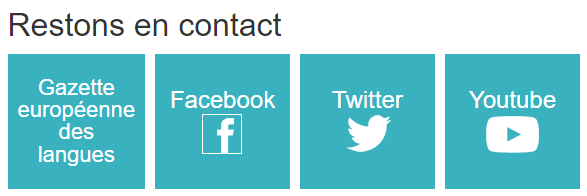 Restons en contact
Gazette
européenne
des
langues
Facebook
Twitter
Youtube